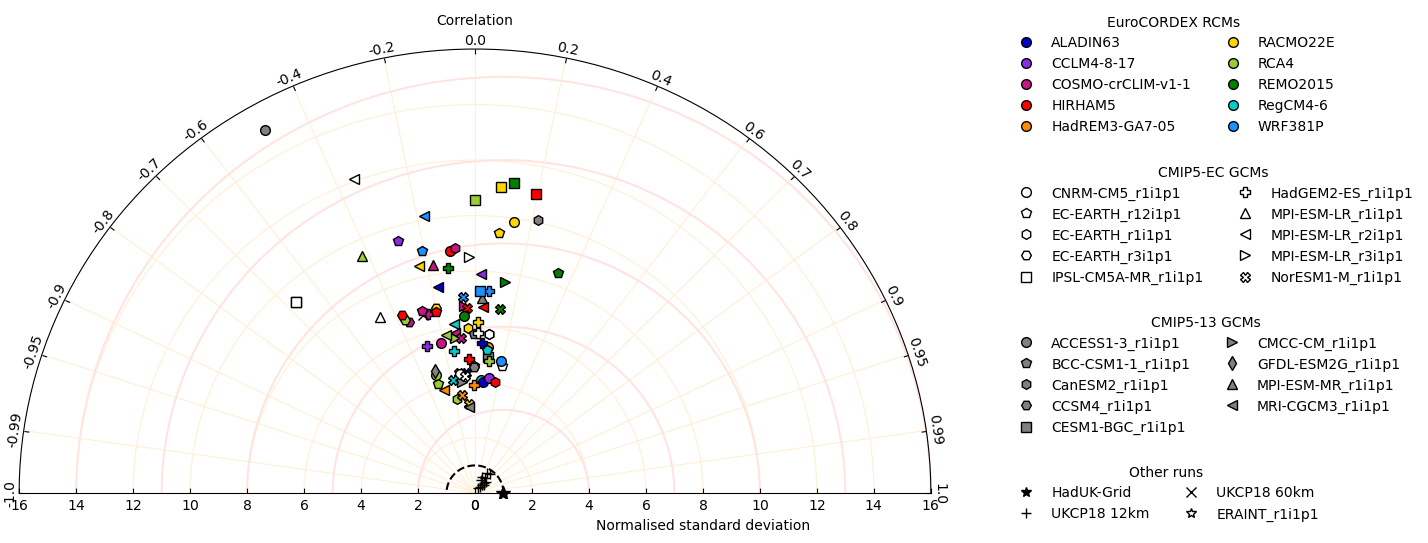 Correlation
0.0
-0.2
0.2
-0.4
0.4
-0.6
0.6
-0.7
0.7
-0.8
0.8
-0.9
0.9
-0.95
0.95
-0.99
0.99
-1.0
1.0
16 14 12 10 8 6 4 2 0 2 4 6 8 10 12 14 16
Normalised standard deviation
EuroCORDEX RCMs
ALADIN63
CCLM4-8-17
COSMO-crCLIM-v1-1
HIRHAM5
HadREM3-GA7-05
RACMO22E
RCA4
REMO2015
RegCM4-6
WRF381P
CMIP5-EC GCMs
CNRM-CM5_r1i1p1
EC-EARTH_r12i1p1
EC-EARTH_r1i1p1
EC-EARTH_r3i1p1
IPSL-CM5A-MR_r1i1p1
HadGEM2-ES_r1i1p1
MPI-ESM-LR_r1i1p1
MPI-ESM-LR_r2i1p1
MPI-ESM-LR_r3i1p1
NorESM1-M_r1i1p1
CMIP5-13 GCMs
ACCESS1-3_r1i1p1
BCC-CSM1-1_r1i1p1
CanESM2_r1i1p1
CCSM4_r1i1p1
CESM1-BGC_r1i1p1
CMCC-CM_r1i1p1
GFDL-ESM2G_r1i1p1
MPI-ESM-MR_r1i1p1
MRI-CGCM3_r1i1p1
Other runs
HadUK-Grid
UKCP18 12km
UKCP18 60km
ERAINT_r1i1p1